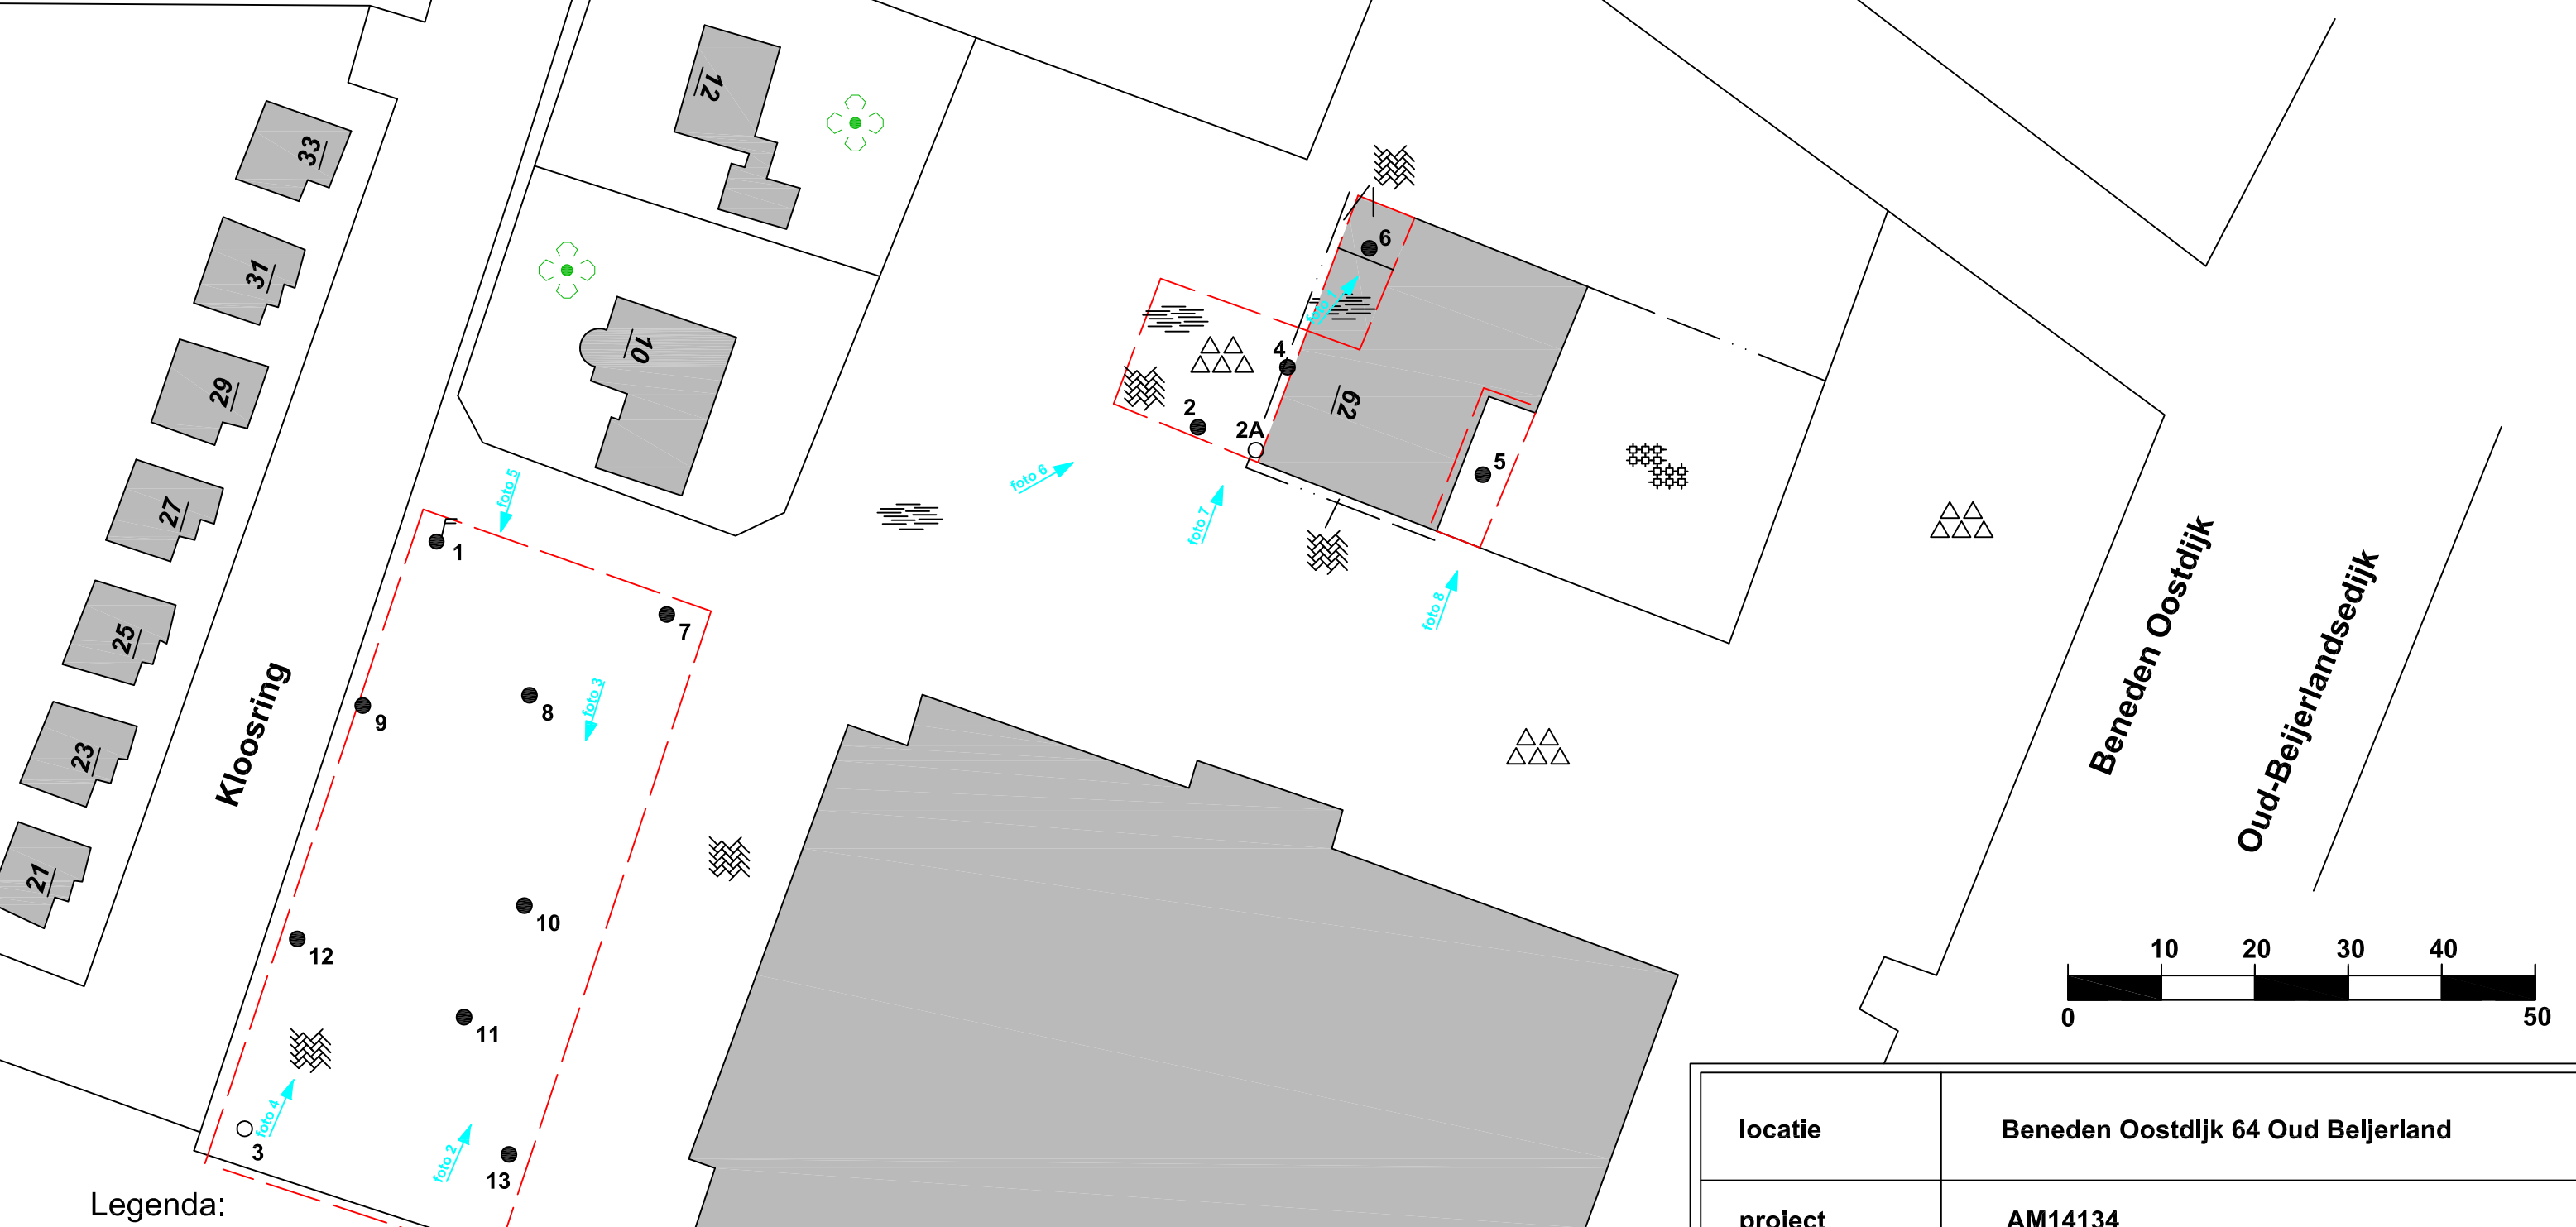 12
33
31
10
29
27
25
23
21
Kloosring
6
foto 1
4
62
2
2A
5
foto 5
foto 6
foto 7
foto 8
1
7
foto 3
8
9
10
12
11
foto 4
3
foto 2
13
Beneden Oostdijk
Oud-Beijerlandsedijk
10 20 30 40
0 50
Legenda:
locatie Beneden Oostdijk 64 Oud Beijerland
project AM14134